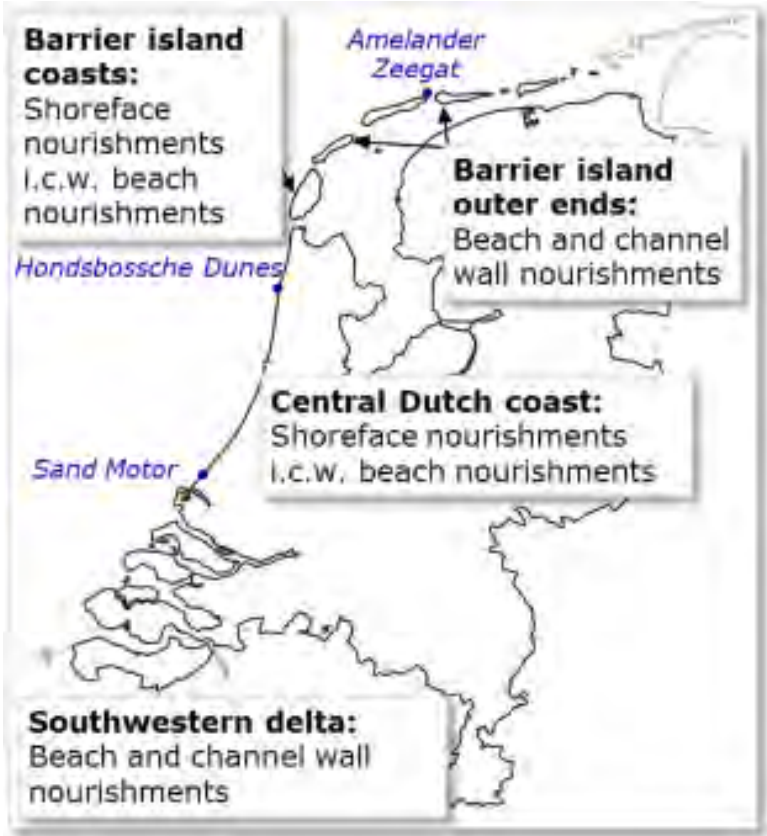 Barrier island
coasts:
Shoreface
nourishments
i.c.w. beach
nourishments
Amelander
Zeegat
Barrier island
outer ends:
Beach and channel
wall nourishments
Hondsbossche Dunes
Central Dutch coast:
Shoreface nourishments
i.c.w. beach nourishments
Sand Motor
Southwestern delta:
Beach and channel wall
nourishments